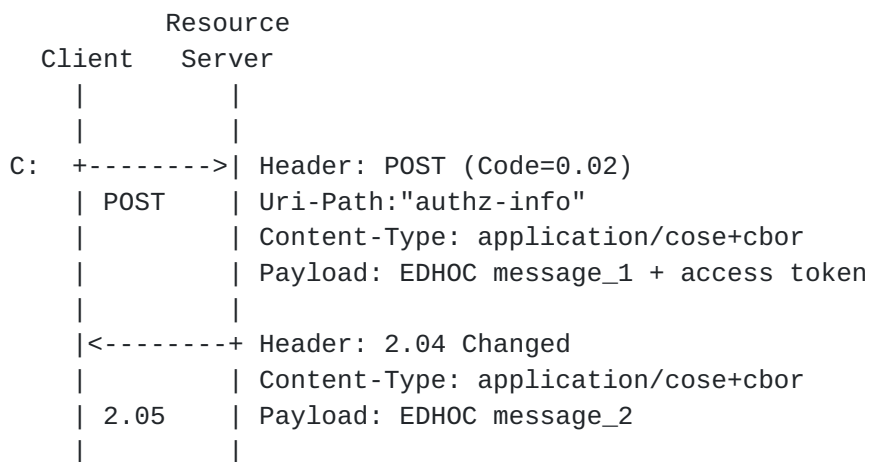 Resource
  Client   Server
    |         |
    |         |
C:  +-------->| Header: POST (Code=0.02)
    | POST    | Uri-Path:"authz-info"
    |         | Content-Type: application/cose+cbor
    |         | Payload: EDHOC message_1 + access token
    |         |
    |<--------+ Header: 2.04 Changed
    |         | Content-Type: application/cose+cbor
    | 2.05    | Payload: EDHOC message_2
    |         |